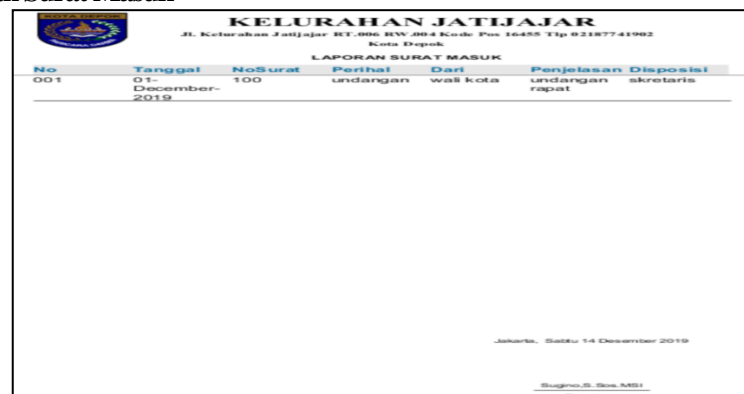 KOTA DEPOK
KELURAHAN JATIJAJAR
Jl. Kelurahan Jatijajar RT.006 RW.004 Kode Pos 16455 Tlp 02187741902
Kota Depok
LAPORAN SURAT MASUK
No Tanggal NoSurat Perihal Dari Penjelasan Disposisi
001 01- 100 undangan wali kota undangan skretaris
December- rapat
2019
Jakarta, Sabtu 14 Desember 2019
Sugino,S.Sos.MSI